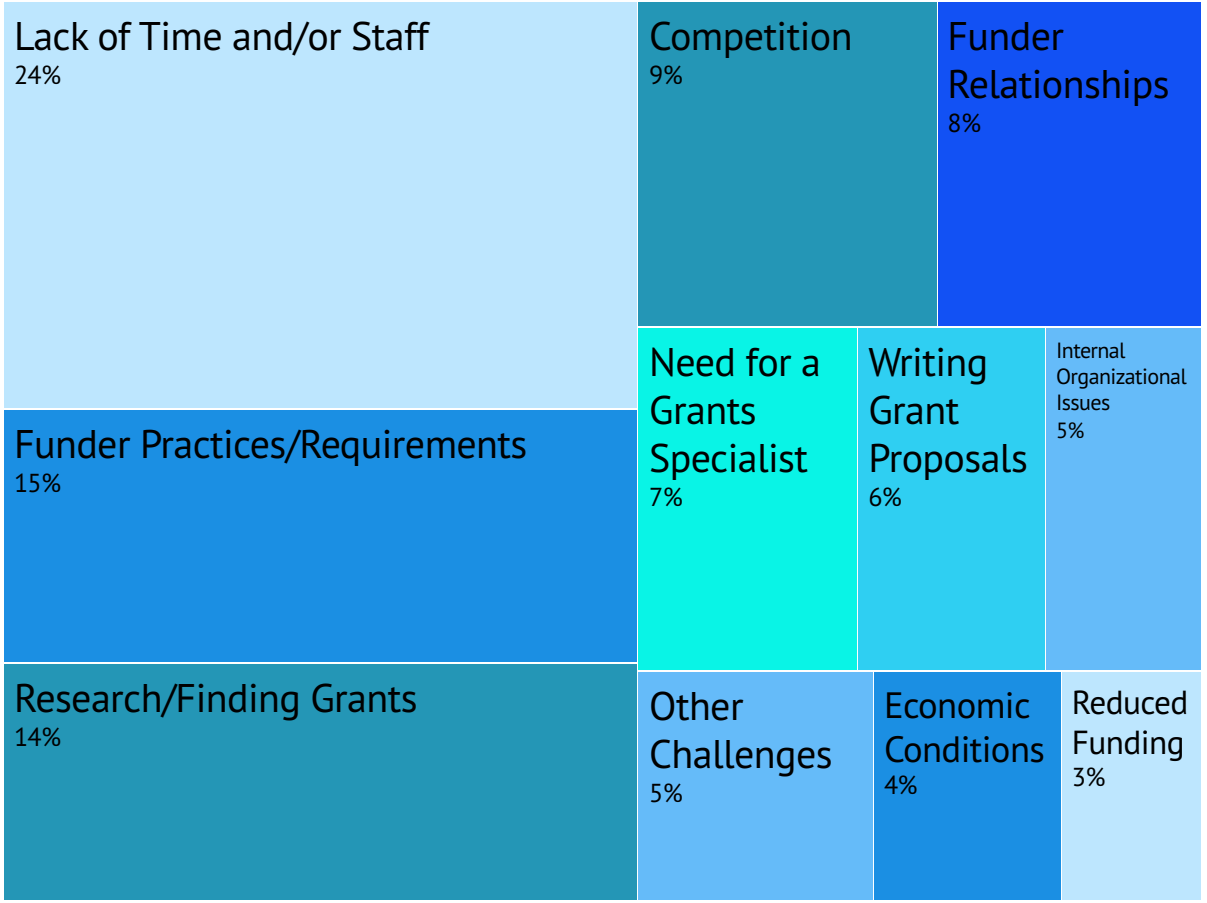 Lack of Time and/or Staff
24%
Funder Practices/Requirements
15%
Research/Finding Grants
14%
Competition
9%
Funder
Relationships
8%
Need for a
Grants
Specialist
7%
Writing
Grant
Proposals
6%
Internal
Organizational
Issues
5%
Other
Challenges
5%
Economic
Conditions
4%
Reduced
Funding
3%